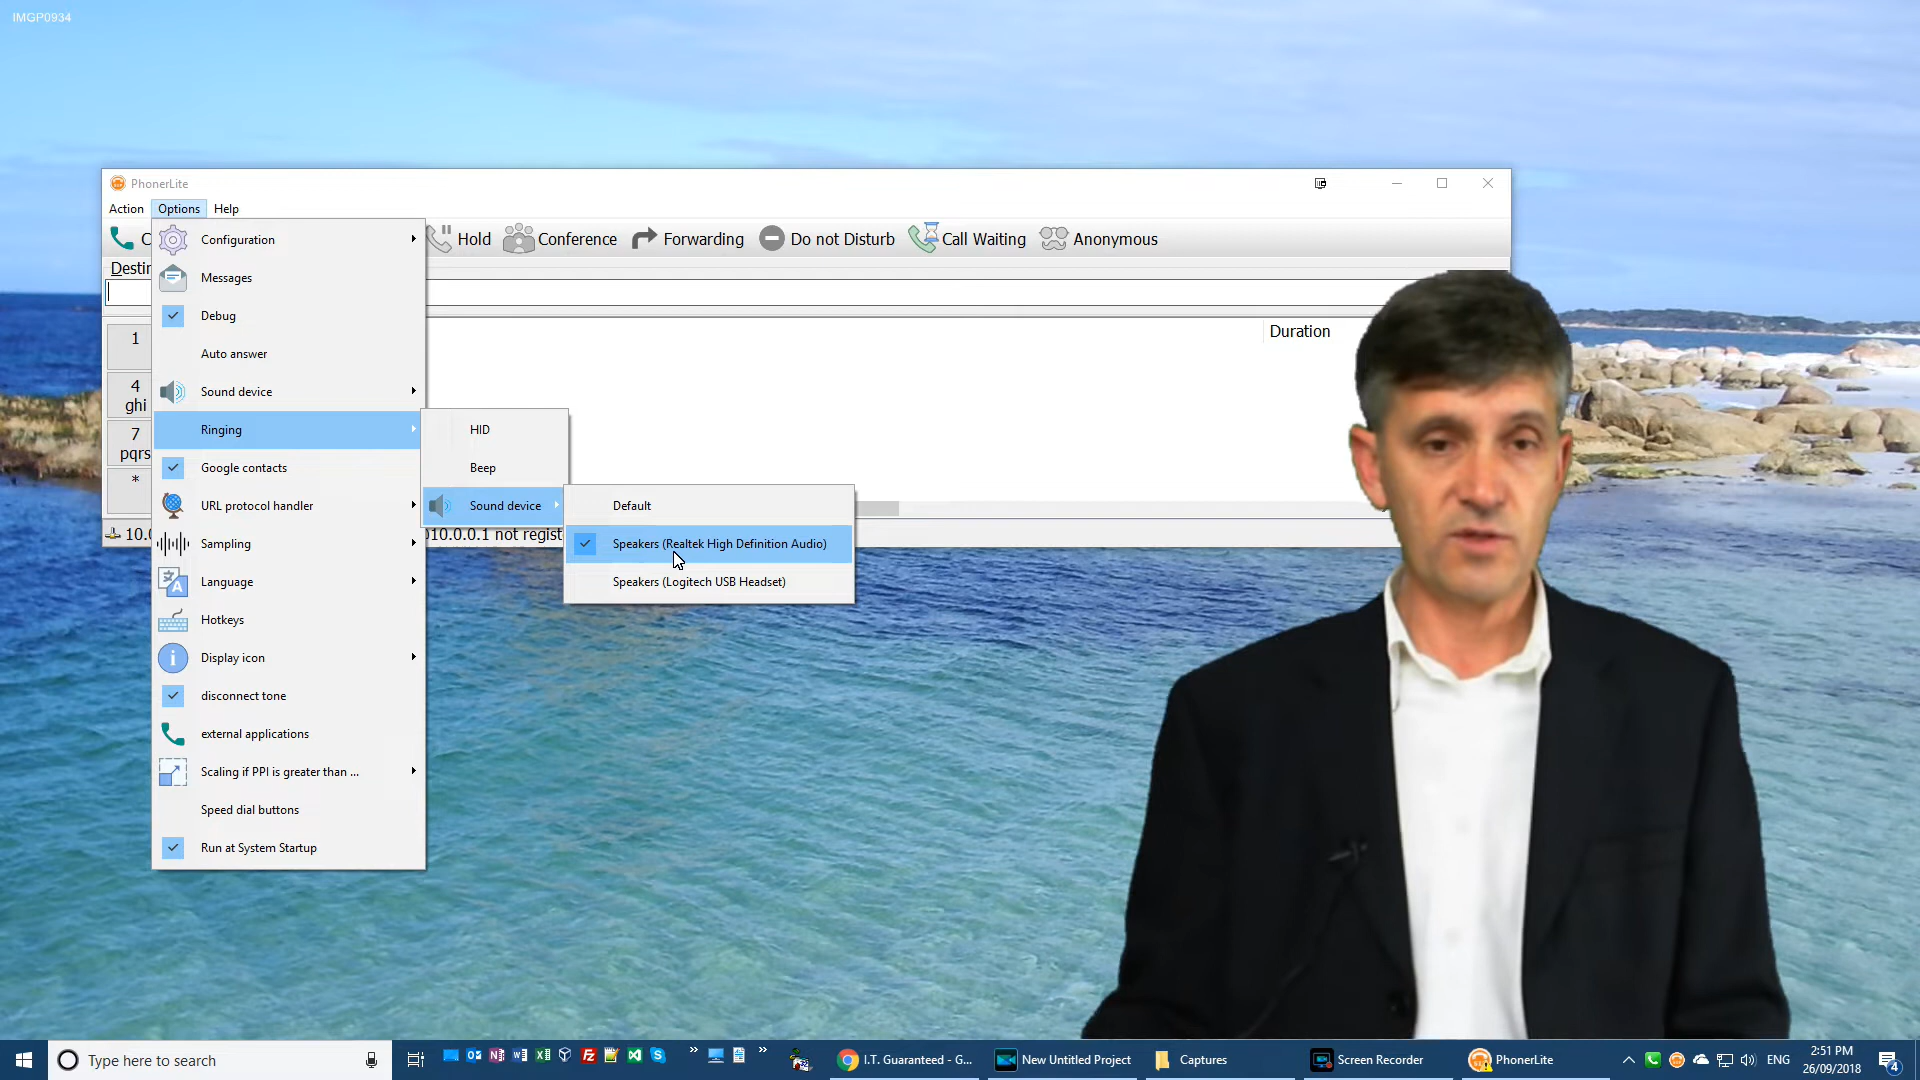 IMGP0934
PhonerLite
Action Options Help
C
Hold Conference Forwarding Do not Disturb Call Waiting Anonymous
Destin
Duration
1
4
ghi
7
pqrs
*
10.0
010.0.0.1 not regist
Configuration
Messages
Debug
Auto answer
Sound device
Ringing
Google contacts
URL protocol handler
Sampling
Language
Hotkeys
Display icon
disconnect tone
external applications
Scaling if PPI is greater than ...
Speed dial buttons
Run at System Startup
HID
Beep
Sound device
Default
Speakers (Realtek High Definition Audio)
Speakers (Logitech USB Headset)
Type here to search
I.T. Guaranteed - G...
New Untitled Project
Captures
Screen Recorder
PhonerLite
ENG
2:51 PM
26/09/2018
4